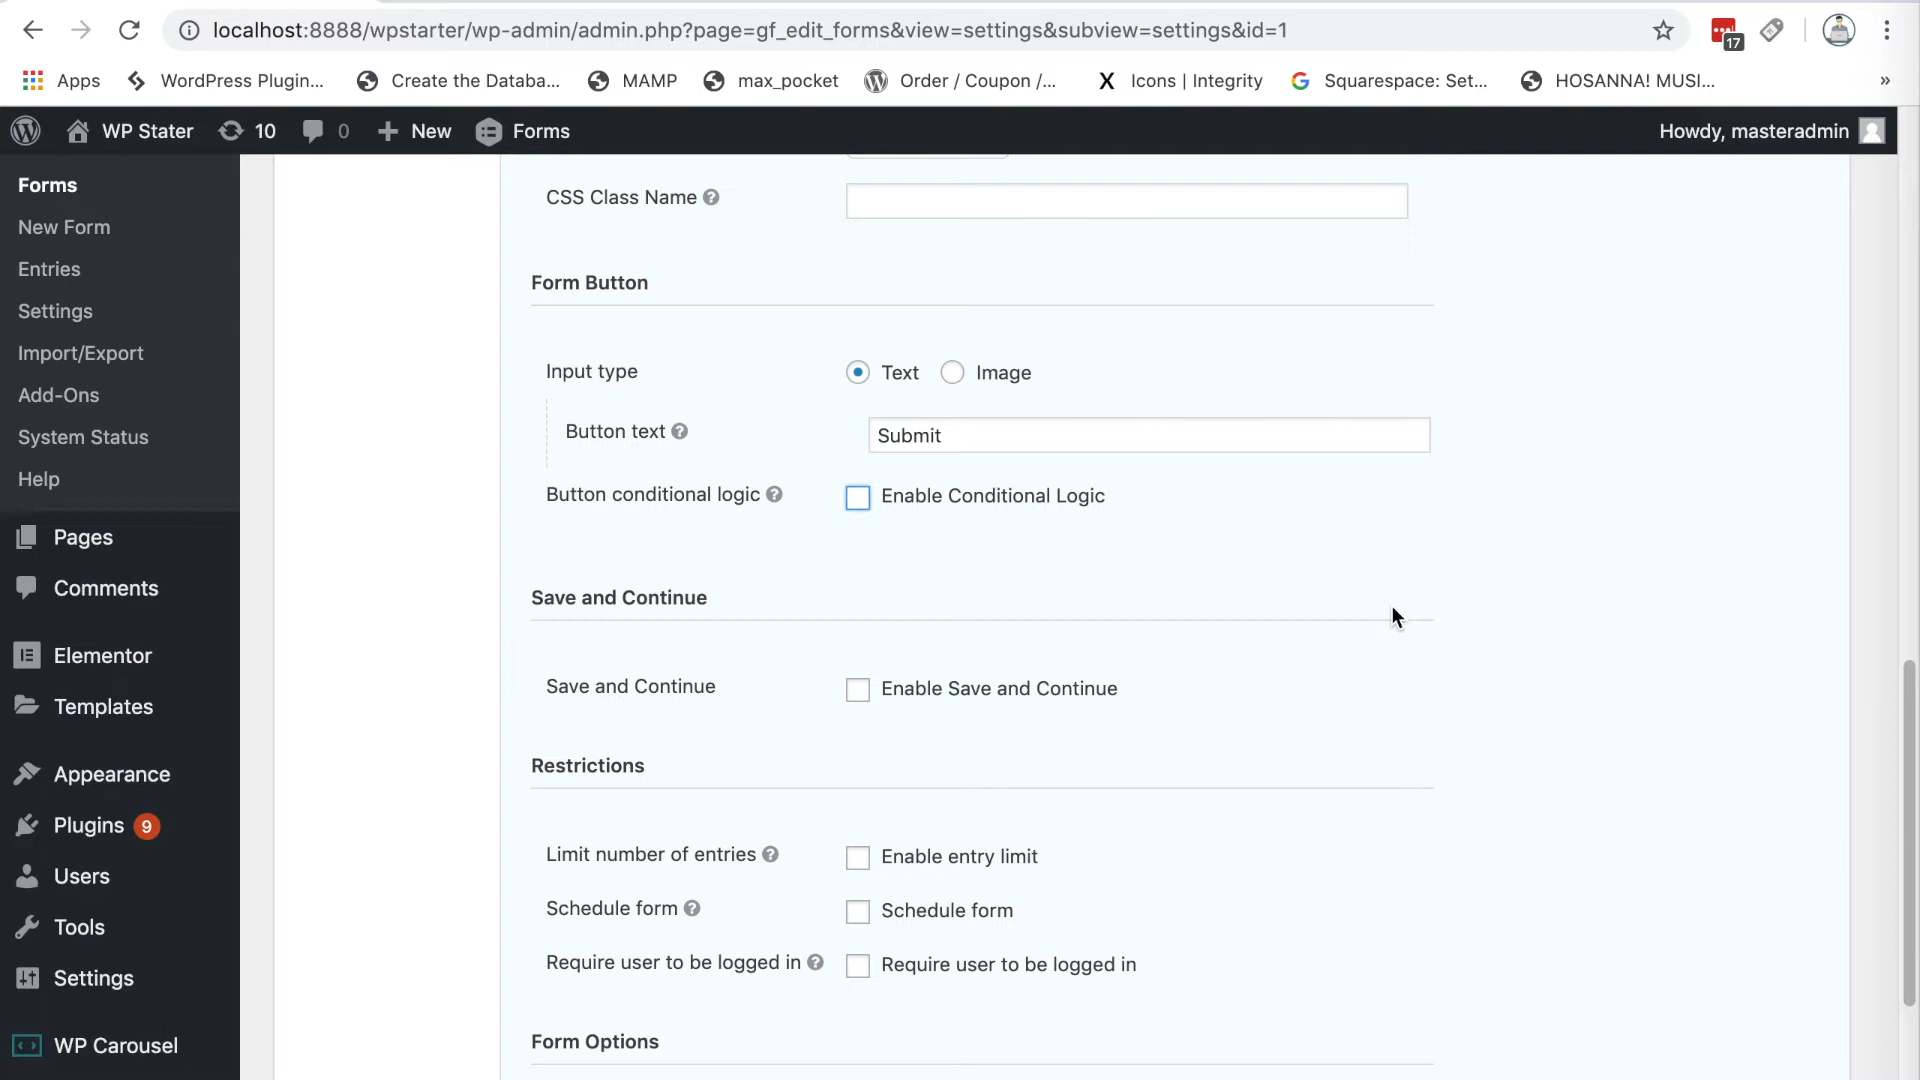 localhost:8888/wpstarter/wp-admin/admin.php?page=gf_edit_forms&view=settings&subview=settings&id=1
17
Apps
WordPress Plugin...
Create the Databa...
MAMP
max_pocket
Order / Coupon /...
X
Icons | Integrity
Squarespace: Set...
HOSANNA! MUSI...
»
WP Stater
10
0
New
Forms
Howdy, masteradmin
Forms
New Form
Entries
Settings
Import/Export
Add-Ons
System Status
Help
Pages
Comments
Elementor
Templates
Appearance
Plugins 9
Users
Tools
Settings
WP Carousel
CSS Class Name
Form Button
Input type
Text
Image
Button text
Submit
Button conditional logic
Enable Conditional Logic
Save and Continue
Save and Continue
Enable Save and Continue
Restrictions
Limit number of entries
Enable entry limit
Schedule form
Schedule form
Require user to be logged in
Require user to be logged in
Form Options